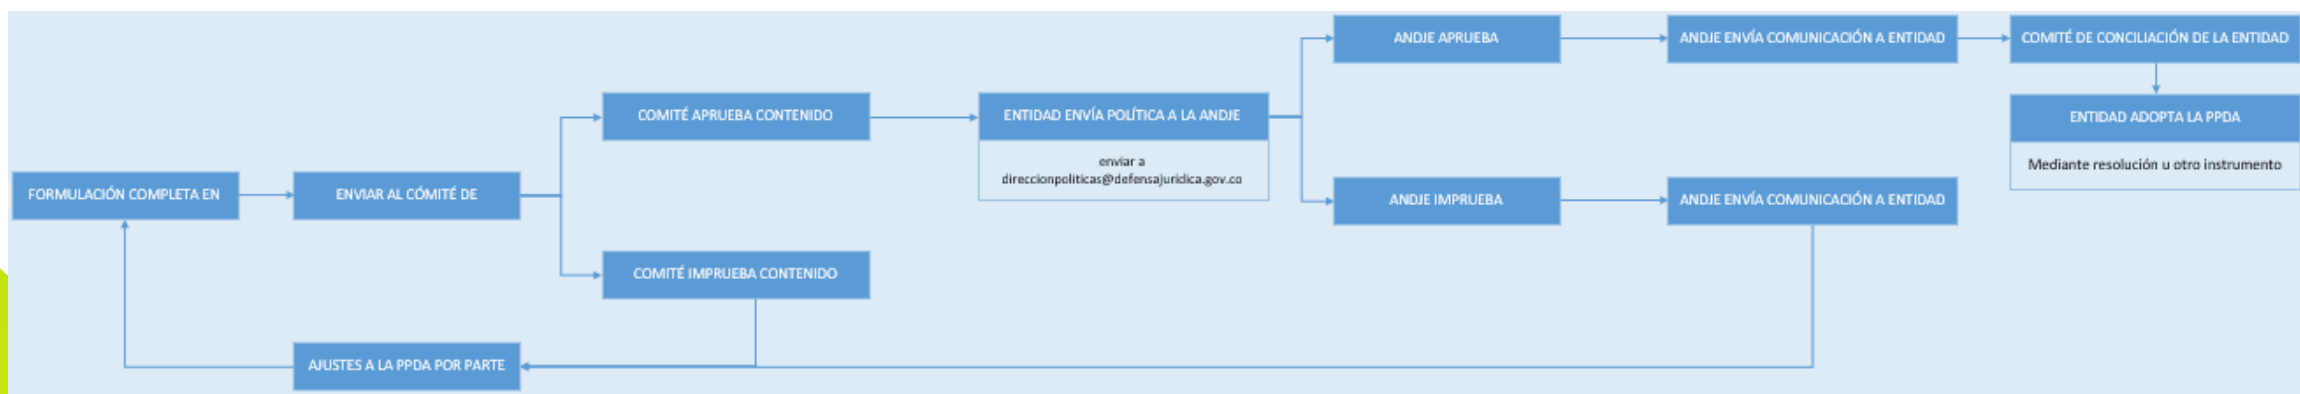 FORMULACIÓN COMPLETA EN
ENVIAR AL CÓMITÉ DE
COMITÉ APRUEBA CONTENIDO
COMITÉ IMPRUEBA CONTENIDO
AJUSTES A LA PPDA POR PARTE
ENTIDAD ENVÍA POLÍTICA A LA ANDJE
enviar a
direccionpoliticas@defensajuridica.gov.co
ANDJE APRUEBA
ANDJE ENVÍA COMUNICACIÓN A ENTIDAD
COMITÉ DE CONCILIACIÓN DE LA ENTIDAD
ENTIDAD ADOPTA LA PPDA
Mediante resolución u otro instrumento
ANDJE IMPRUEBA
ANDJE ENVÍA COMUNICACIÓN A ENTIDAD